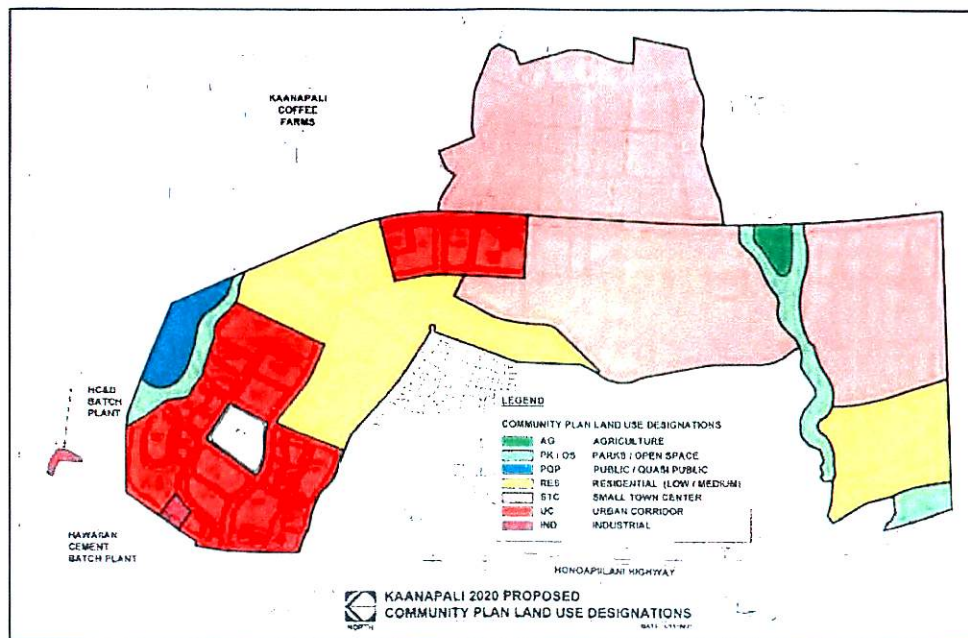 KAANAPALI
COFFEE
FARMS
HC&D
BATCH
PLANT
HAWAIIAN
CEMENT
BATCH PLANT
LEGEND
COMMUNITY PLAN LAND USE DESIGNATIONS
AG AGRICULTURE
PK / OS PARKS / OPEN SPACE
PQP PUBLIC / QUASI PUBLIC
RES RESIDENTIAL (LOW / MEDIUM)
STC SMALL TOWN CENTER
UC URBAN CORRIDOR
IND INDUSTRIAL
HONOAPIILANI HIGHWAY
NORTH
KAANAPALI 2020 PROPOSED
COMMUNITY PLAN LAND USE DESIGNATIONS